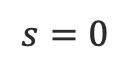 s = 0